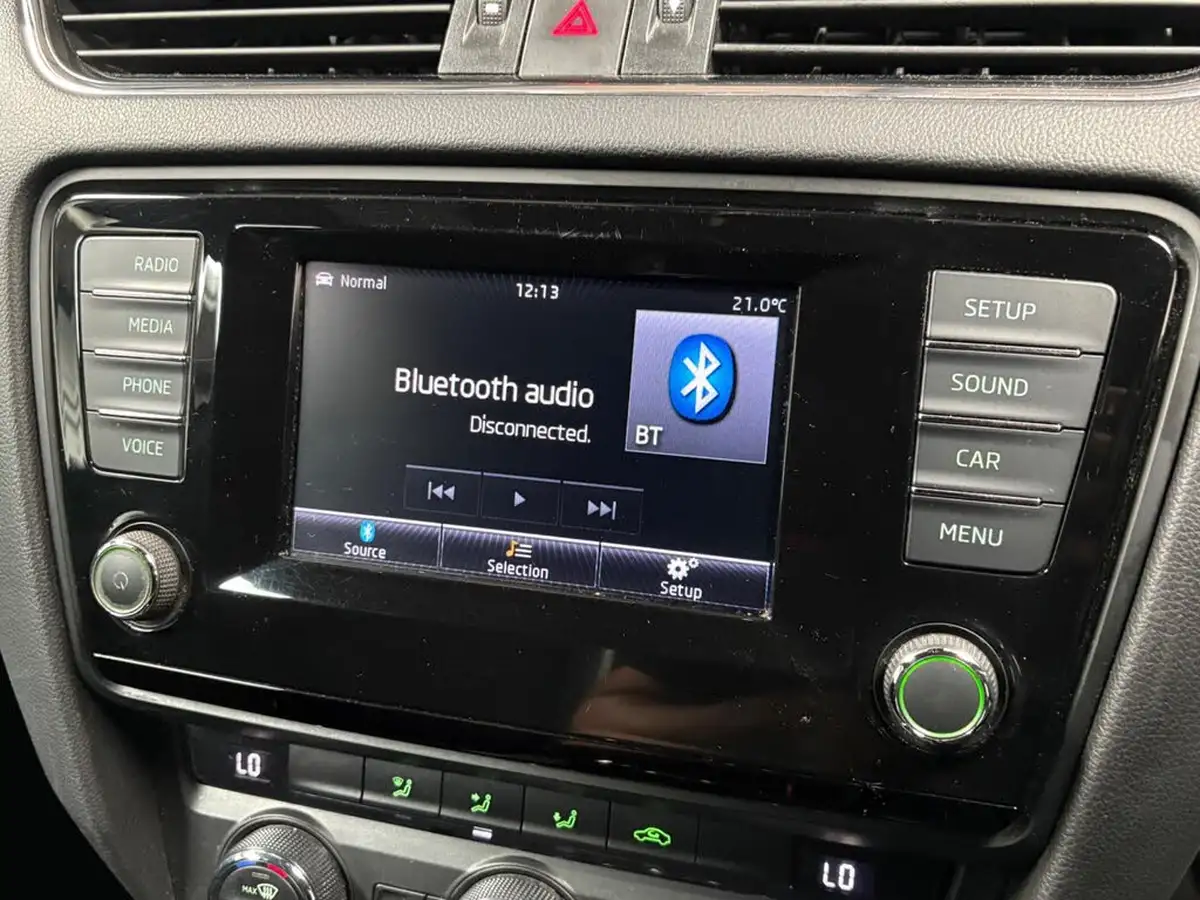 RADIO
MEDIA
PHONE
VOICE
Normal
12:13
21.0°C
Bluetooth audio
Disconnected.
BT
Source
Selection
Setup
SETUP
SOUND
CAR
MENU
LO
LO
MAX